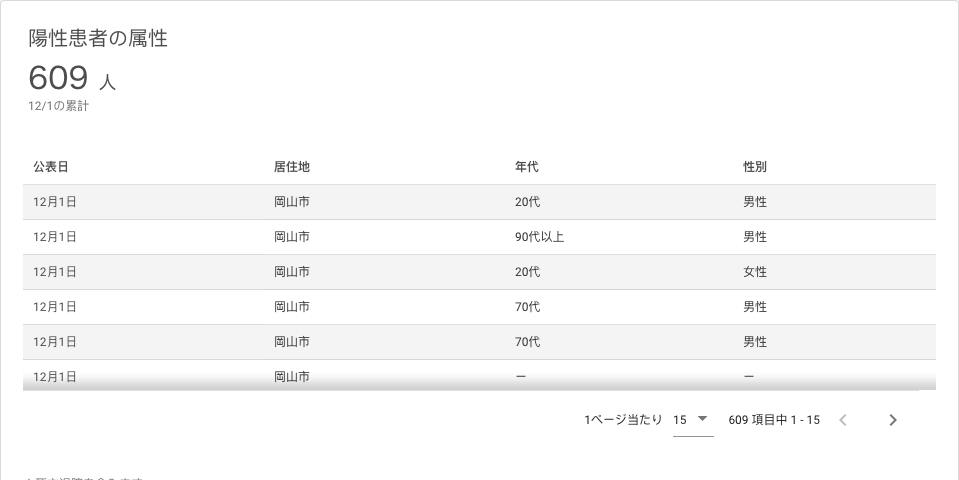 陽性患者の属性
609 人
12/1の累計
公表日 居住地 年代 性別
12月1日 岡山市 20代 男性
12月1日 岡山市 90代以上 男性
12月1日 岡山市 20代 女性
12月1日 岡山市 70代 男性
12月1日 岡山市 70代 男性
12月1日 岡山市 ー ー
1ページ当たり 15 609 項目中 1 - 15